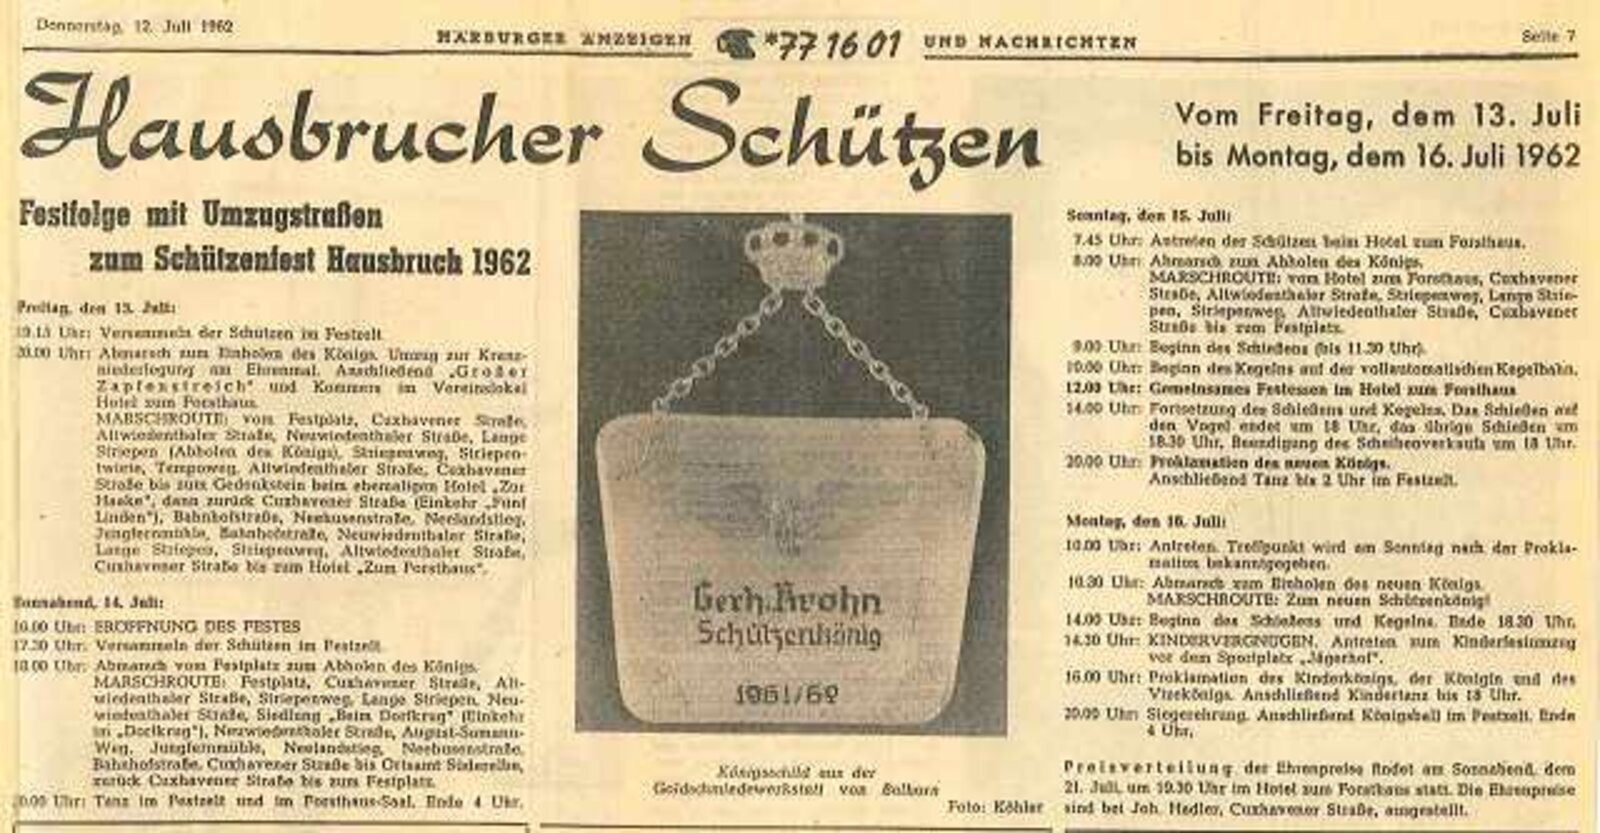 Donnerstag, 12. Juli 1962
HARBURGER ANZEIGEN
*77 16 01
UND NACHRICHTEN
Seite 7
Hausbrucher Schützen
Vom Freitag, dem 13. Juli
bis Montag, dem 16. Juli 1962
Festfolge mit Umzugstraßen
zum Schützenfest Hausbruch 1962
Freitag, den 13. Juli:
19.15 Uhr: Versammeln der Schützen im Festzelt
20.00 Uhr: Abmarsch zum Einholen des Königs. Umzug zur Kranz-
niederlegung am Ehrenmal. Anschließend „Großer
Zapfenstreich" und Kommers im Vereinslokal
Hotel zum Forsthaus.
MARSCHROUTE: vom Festplatz, Cuxhavener Straße,
Altwiedenthaler Straße, Neuwiedenthaler Straße, Lange
Striepen (Abholen des Königs), Striepenweg, Striepen-
twiete, Tempoweg, Altwiedenthaler Straße, Cuxhavener
Straße bis zum Gedenkstein beim ehemaligen Hotel „Zur
Haake", dann zurück Cuxhavener Straße (Einkehr „Fünf
Linden"), Bahnhofstraße, Neekusenstraße, Neelandstieg,
Jungfernmühle, Bahnhofstraße, Neuwiedenthaler Straße,
Lange Striepen, Striepenweg, Altwiedenthaler Straße,
Cuxhavener Straße bis zum Hotel „Zum Forsthaus".
Sonnabend, 14. Juli:
16.00 Uhr: ERÖFFNUNG DES FESTES
17.30 Uhr: Versammeln der Schützen im Festzelt
18.00 Uhr: Abmarsch vom Festplatz zum Abholen des Königs.
MARSCHROUTE: Festplatz, Cuxhavener Straße, Alt-
wiedenthaler Straße, Striepenweg, Lange Striepen, Neu-
wiedenthaler Straße, Siedlung „Beim Dorfkrug" (Einkehr
im „Dorfkrug"), Neuwiedenthaler Straße, August-Sumann-
Weg, Jungfernmühle, Neelandstieg, Neekusenstraße,
Bahnhofstraße, Cuxhavener Straße bis Ortsamt Süderelbe,
zurück Cuxhavener Straße bis zum Festplatz.
20.00 Uhr: Tanz im Festzelt und im Forsthaus-Saal. Ende 4 Uhr.
Gerh. Krohn
Schützenkönig
1961/62
Königsschild aus der
Goldschmiedewerkstatt von Balkorn
Foto: Köhler
Sonntag, den 15. Juli:
7.45 Uhr: Antreten der Schützen beim Hotel zum Forsthaus.
8.00 Uhr: Abmarsch zum Abholen des Königs.
MARSCHROUTE: vom Hotel zum Forsthaus, Cuxhavener
Straße, Altwiedenthaler Straße, Striepenweg, Lange Strie-
pen, Striepenweg, Altwiedenthaler Straße, Cuxhavener
Straße bis zum Festplatz.
9.00 Uhr: Beginn des Schießens (bis 11.30 Uhr).
10.00 Uhr: Beginn des Kegelns auf der vollautomatischen Kegelbahn.
12.00 Uhr: Gemeinsames Festessen im Hotel zum Forsthaus
14.00 Uhr: Fortsetzung des Schießens und Kegelns. Das Schießen auf
den Vogel endet um 18 Uhr, das übrige Schießen um
18.30 Uhr, Beendigung des Scheibenverkaufs um 18 Uhr.
20.00 Uhr: Proklamation des neuen Königs.
Anschließend Tanz bis 2 Uhr im Festzelt.
Montag, den 16. Juli:
10.00 Uhr: Antreten. Treffpunkt wird am Sonntag nach der Prokla-
mation bekanntgegeben.
10.30 Uhr: Abmarsch zum Einholen des neuen Königs.
MARSCHROUTE: Zum neuen Schützenkönig!
14.00 Uhr: Beginn des Schießens und Kegelns. Ende 18.30 Uhr.
14.30 Uhr: KINDERVERGNÜGEN. Antreten zum Kinderfestumzug
vor dem Sportplatz „Jägerhof".
16.00 Uhr: Proklamation des Kinderkönigs, der Königin und des
Vizekönigs. Anschließend Kindertanz bis 18 Uhr.
20.00 Uhr: Siegerehrung. Anschließend Königsball im Festzelt. Ende
4 Uhr.
Preisverteilung der Ehrenpreise findet am Sonnabend, dem
21. Juli, um 19.30 Uhr im Hotel zum Forsthaus statt. Die Ehrenpreise
sind bei Joh. Hedler, Cuxhavener Straße, ausgestellt.